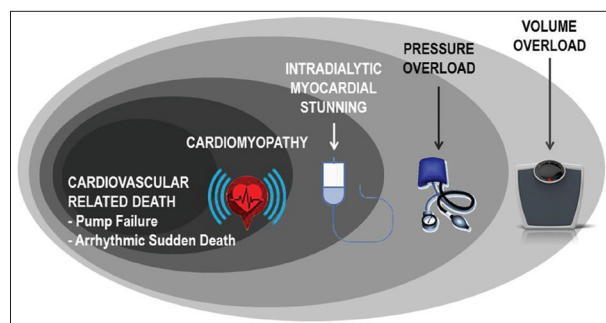 VOLUME
OVERLOAD
PRESSURE
OVERLOAD
INTRADIALYTIC
MYOCARDIAL
STUNNING
CARDIOMYOPATHY
CARDIOVASCULAR
RELATED DEATH
- Pump Failure
- Arrhythmic Sudden Death